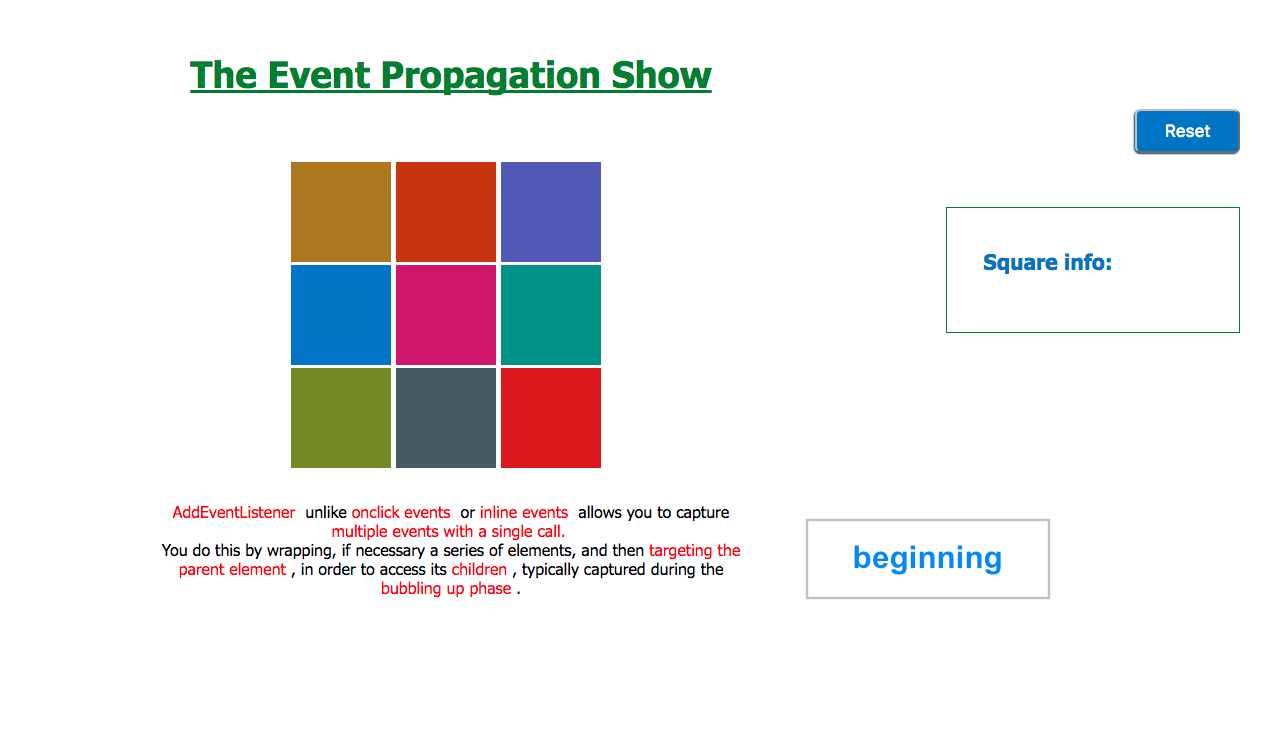 The Event Propagation Show
Reset
Square info:
AddEventListener unlike onclick events or inline events allows you to capture
multiple events with a single call.
You do this by wrapping, if necessary a series of elements, and then targeting the
parent element , in order to access its children , typically captured during the
bubbling up phase .
beginning